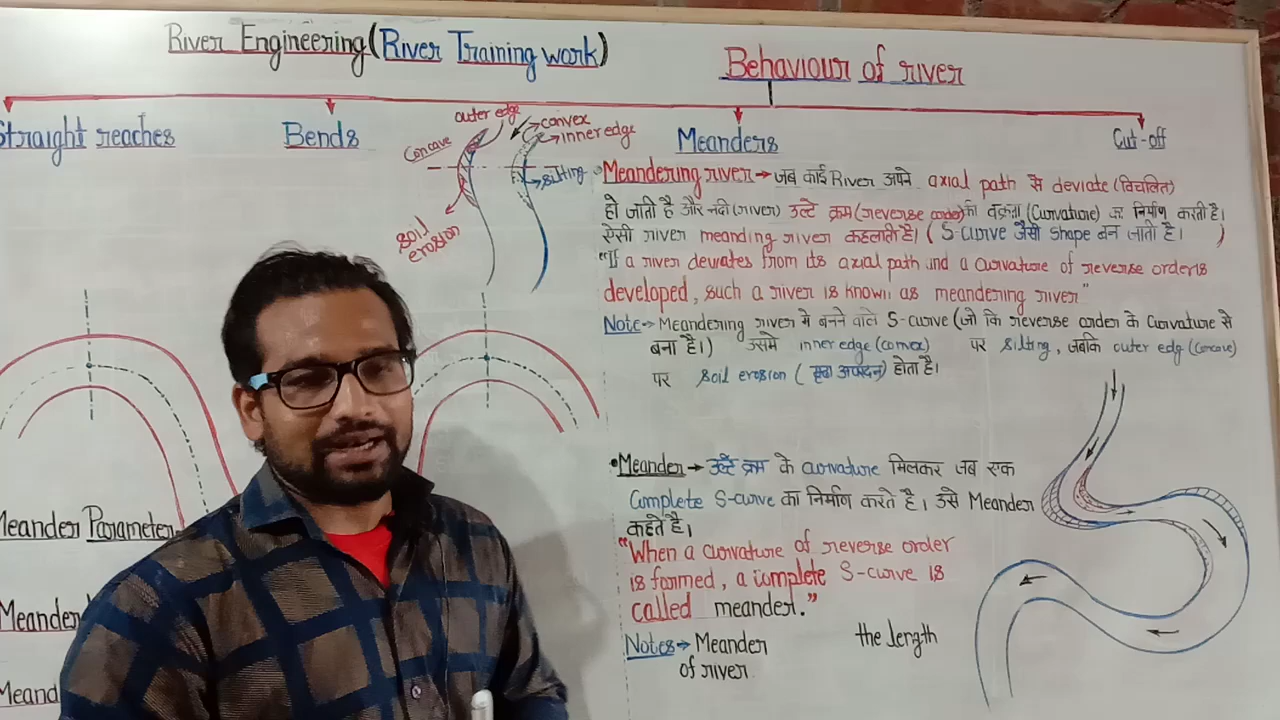 River Engineering (River Training work)
Behaviour of river
Straight reaches
Bends
Meanders
Cut-off
outer edge
convex
inner edge
Concave
silting
soil
erosion
• Meandering river → जब कोई River अपने axial path से deviate (विचलित)
हो जाती है और नदी (river) उल्टे क्रम (reverse order) की वक्रता (Curvature) का निर्माण करती है।
ऐसी river meanding river कहलाती है। ( S-curve जैसी shape बन जाता है। )
"If a river deviates from its axial path and a curvature of reverse order is
developed, such a river is known as meandering river"
Note → Meandering river में बनने वाले S-curve (जो कि reverse order के Curvature से
बना है।) उसमे inner edge (convex) पर silting, जबकि outer edg (concave)
पर soil erosion ( मृदा अपरदन) होता है।
• Meander → उल्टे क्रम के curvature मिलकर जब एक
Complete S-curve का निर्माण करते है। उसे Meander
कहते है।
"When a curvature of reverse order
is formed, a complete S-curve is
called meander."
Notes → Meander the length
of river
Meander Parameter
Meander
Meand